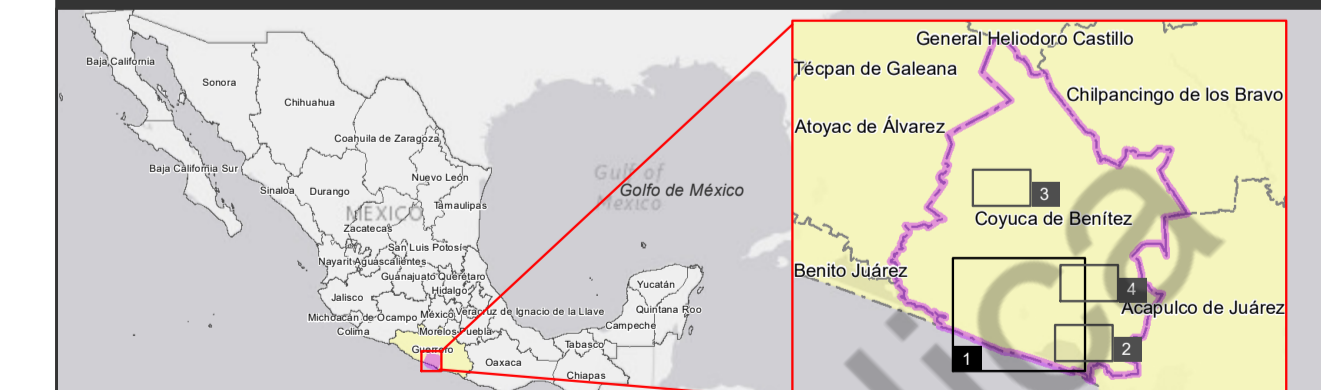 Baja California
Sonora
Chihuahua
Coahuila de Zaragoza
Baja California Sur
Sinaloa
Durango
Nuevo León
Tamaulipas
MÉXICO
Zacatecas
San Luis Potosí
Nayarit
Aguascalientes
Guanajuato
Querétaro
Hidalgo
Jalisco
Michoacán de Ocampo
México
Veracruz de Ignacio de la Llave
Colima
Morelos
Puebla
Guerrero
Oaxaca
Tabasco
Chiapas
Campeche
Yucatán
Quintana Roo
Gulf of
Mexico
Golfo de México
General Heliodoro Castillo
Técpan de Galeana
Chilpancingo de los Bravo
Atoyac de Álvarez
3
Coyuca de Benítez
Benito Juárez
4
Acapulco de Juárez
2
1